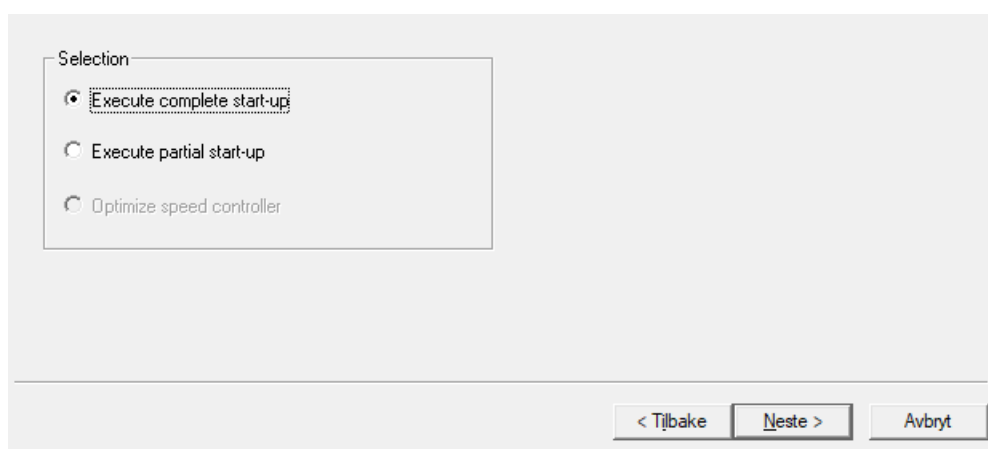 Selection
Execute complete start-up
Execute partial start-up
Optimize speed controller
< Tilbake
Neste >
Avbryt